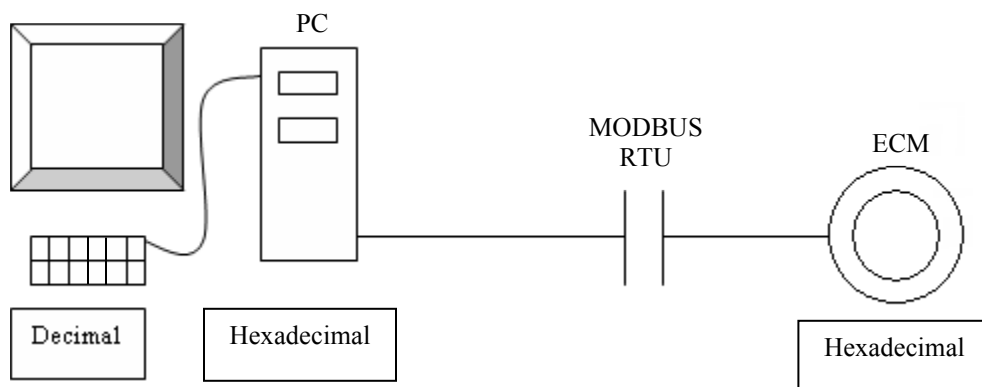 PC
MODBUS
RTU
ECM
Decimal
Hexadecimal
Hexadecimal